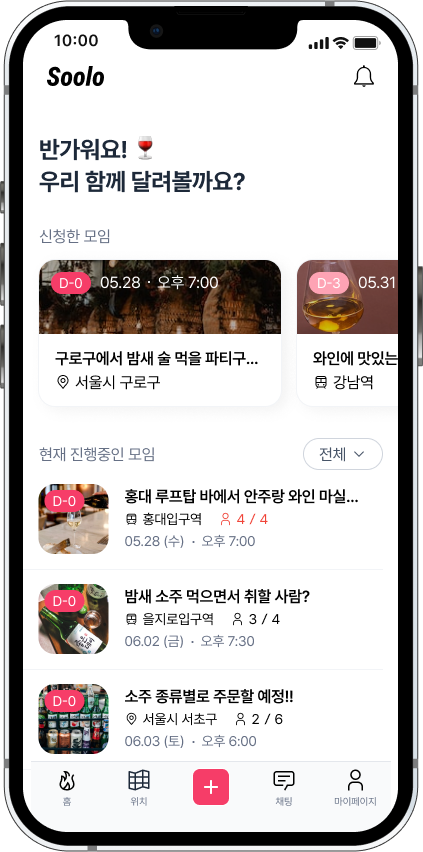 10:00
Soolo
반가워요! 🍷
우리 함께 달려볼까요?
신청한 모임
D-0 05.28 · 오후 7:00
구로구에서 밤새 술 먹을 파티구...
서울시 구로구
D-3 05.31
와인에 맛있는
강남역
현재 진행중인 모임
전체
D-0
홍대 루프탑 바에서 안주랑 와인 마실...
홍대입구역 4 / 4
05.28 (수) · 오후 7:00
D-0
밤새 소주 먹으면서 취할 사람?
을지로입구역 3 / 4
06.02 (금) · 오후 7:30
D-0
소주 종류별로 주문할 예정!!
서울시 서초구 2 / 6
06.03 (토) · 오후 6:00
홈
위치
채팅
마이페이지